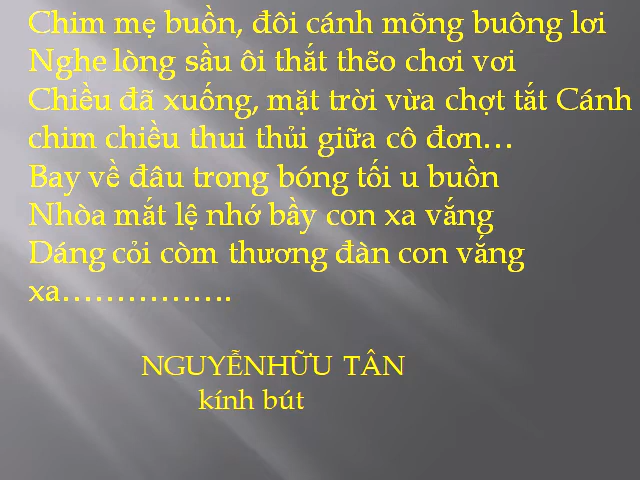 Chim mẹ buồn, đôi cánh mõng buông lơi
Nghe lòng sầu ôi thắt thẽo chơi vơi
Chiều đã xuống, mặt trời vừa chợt tắt Cánh
chim chiều thui thủi giữa cô đơn…
Bay về đâu trong bóng tối u buồn
Nhòa mắt lệ nhớ bầy con xa vắng
Dáng cỏi còm thương đàn con vắng
xa…………….
NGUYỄNHỮU TÂN
kính bút